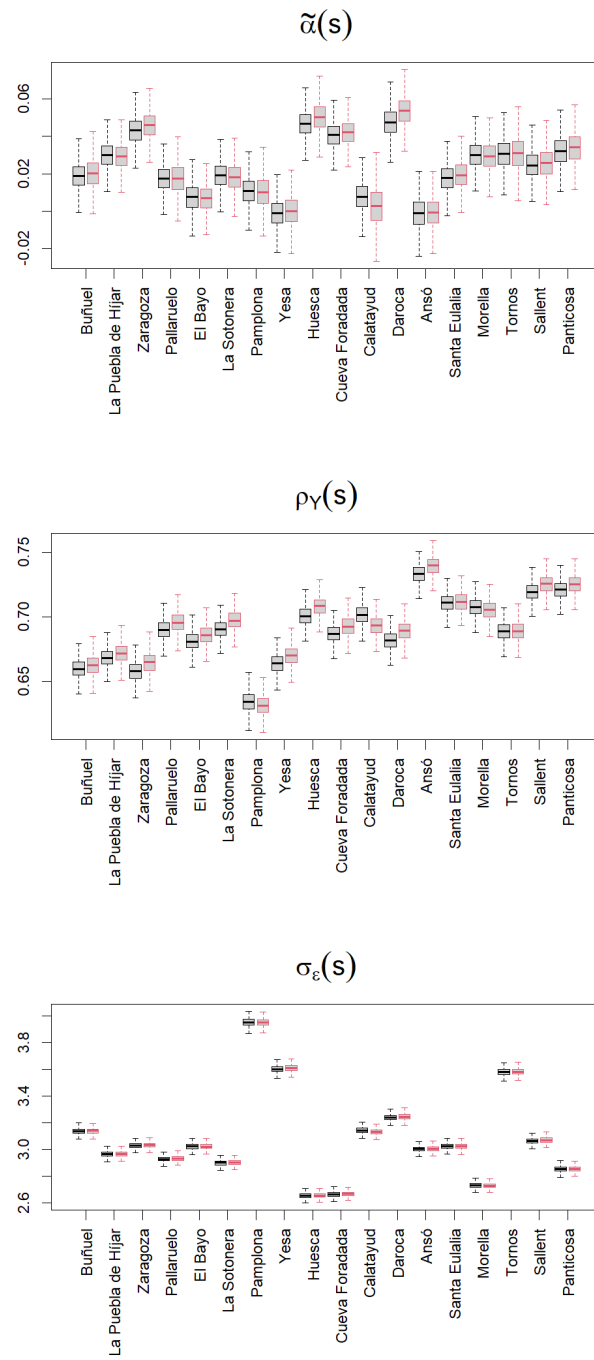 α̃(s)
0.06
0.02
-0.02
Buñuel
La Puebla de Híjar
Zaragoza
Pallaruelo
El Bayo
La Sotonera
Pamplona
Yesa
Huesca
Cueva Foradada
Calatayud
Daroca
Ansó
Santa Eulalia
Morella
Tornos
Sallent
Panticosa
ρY(s)
0.75
0.70
0.65
Buñuel
La Puebla de Híjar
Zaragoza
Pallaruelo
El Bayo
La Sotonera
Pamplona
Yesa
Huesca
Cueva Foradada
Calatayud
Daroca
Ansó
Santa Eulalia
Morella
Tornos
Sallent
Panticosa
σε(s)
3.8
3.4
3.0
2.6
Buñuel
La Puebla de Híjar
Zaragoza
Pallaruelo
El Bayo
La Sotonera
Pamplona
Yesa
Huesca
Cueva Foradada
Calatayud
Daroca
Ansó
Santa Eulalia
Morella
Tornos
Sallent
Panticosa